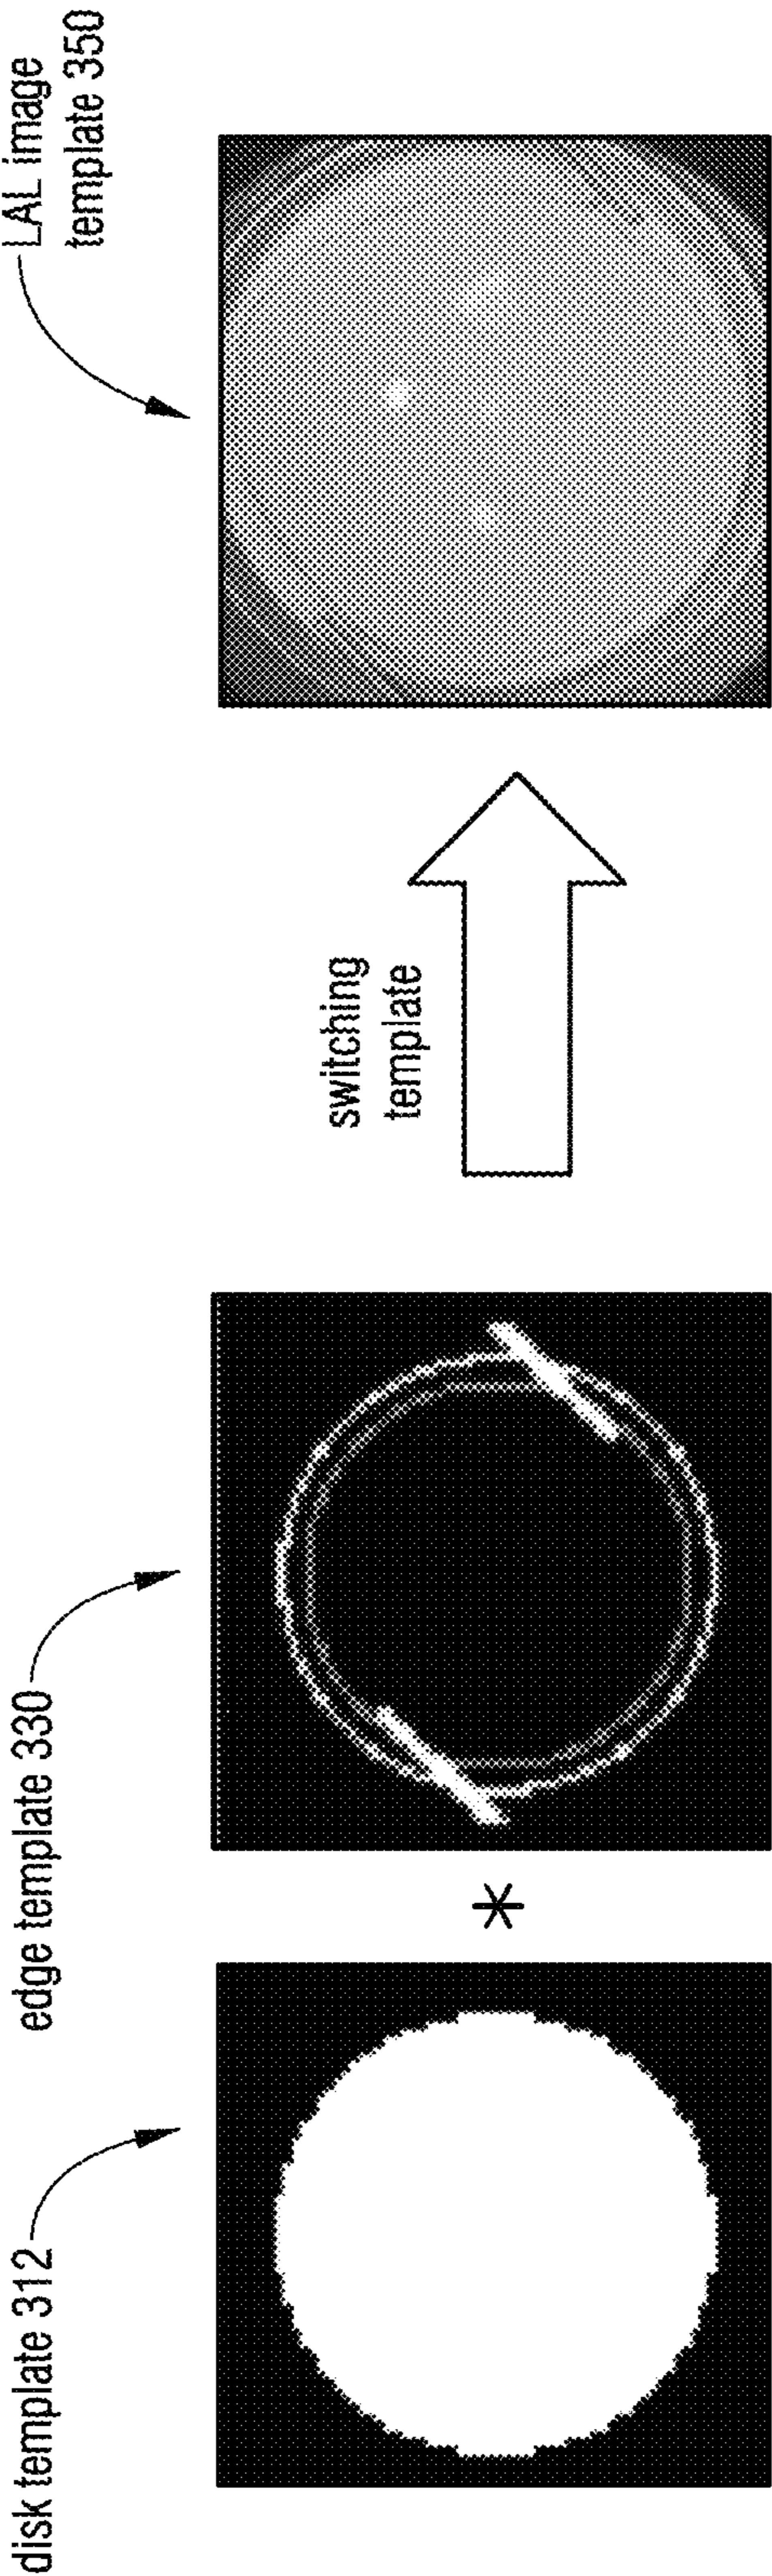 disk template 312
*
edge template 330
switching
template
LAL image
template 350